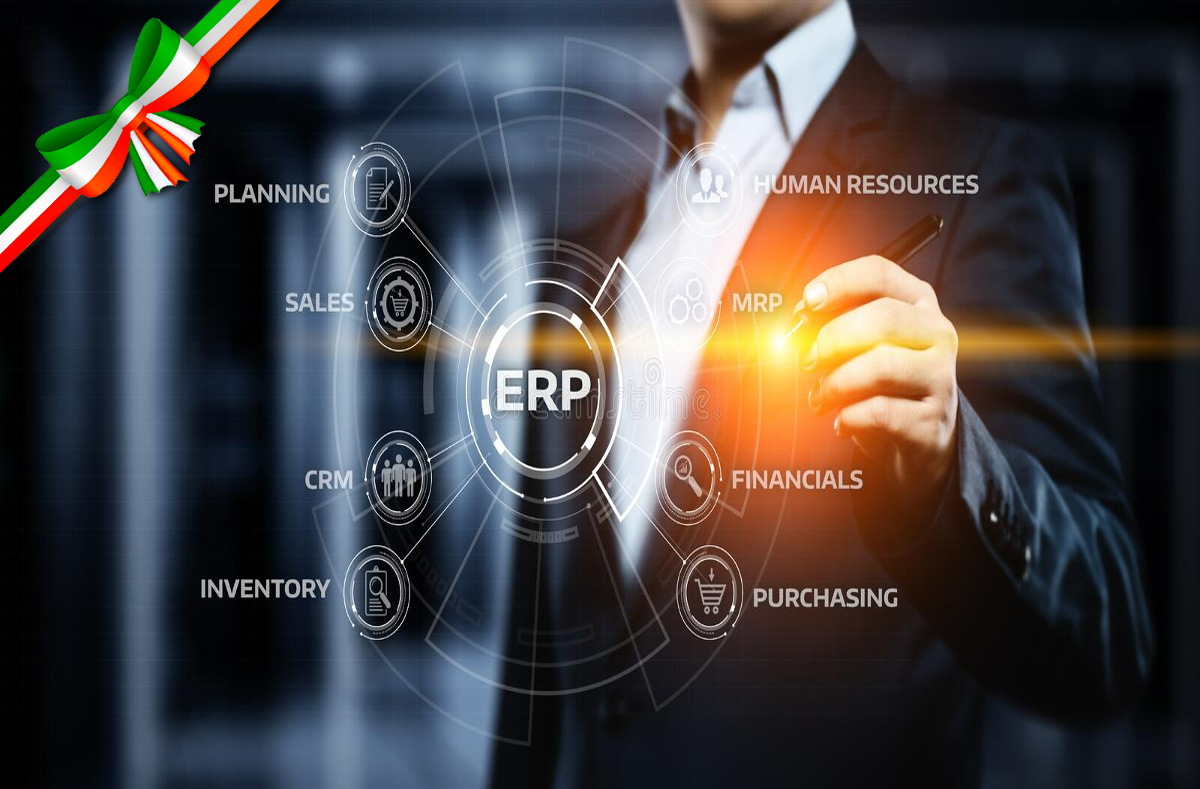 PLANNING
HUMAN RESOURCES
SALES
MRP
ERP
CRM
FINANCIALS
INVENTORY
PURCHASING